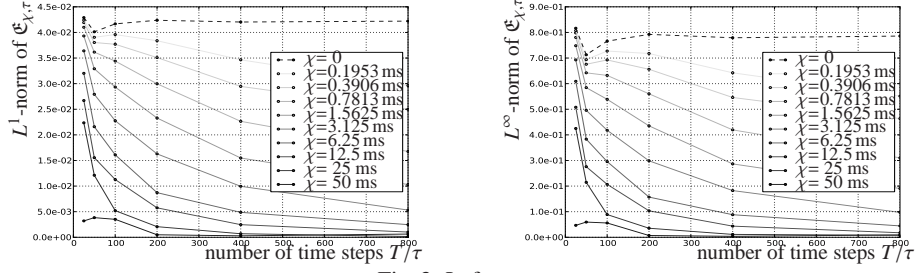 4.5e-02
4.0e-02
3.5e-02
3.0e-02
2.5e-02
2.0e-02
1.5e-02
1.0e-02
5.0e-03
0.0e+00
L¹-norm of 𝔈χ,τ
0 100 200 300 400 500 600 700 800
number of time steps T/τ
χ= 0
χ=0.1953 ms
χ=0.3906 ms
χ=0.7813 ms
χ=1.5625 ms
χ=3.125 ms
χ=6.25 ms
χ=12.5 ms
χ= 25 ms
χ= 50 ms
9.0e-01
8.0e-01
7.0e-01
6.0e-01
5.0e-01
4.0e-01
3.0e-01
2.0e-01
1.0e-01
0.0e+00
L∞-norm of 𝔈χ,τ
0 100 200 300 400 500 600 700 800
number of time steps T/τ
χ= 0
χ=0.1953 ms
χ=0.3906 ms
χ=0.7813 ms
χ=1.5625 ms
χ=3.125 ms
χ=6.25 ms
χ=12.5 ms
χ= 25 ms
χ= 50 ms